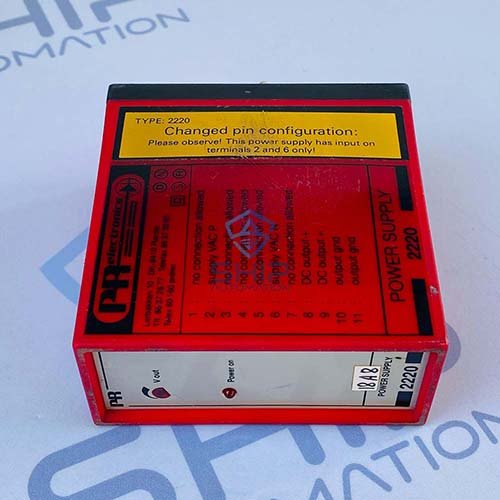 TYPE: 2220
Changed pin configuration:
Please observe! This power supply has input on
terminals 2 and 6 only!
PR
electronics
1 no connection allowed
2 supply VAC
3 no connection allowed
4 no connection allowed
5 no connection allowed
6 supply VAC
7 no connection allowed
8 DC output +
9 DC output +
10 output gnd
11 output gnd
POWER SUPPLY
2220
PR
V out
Power on
18A8
POWER SUPPLY
2220
SHIP
AUTOMATION